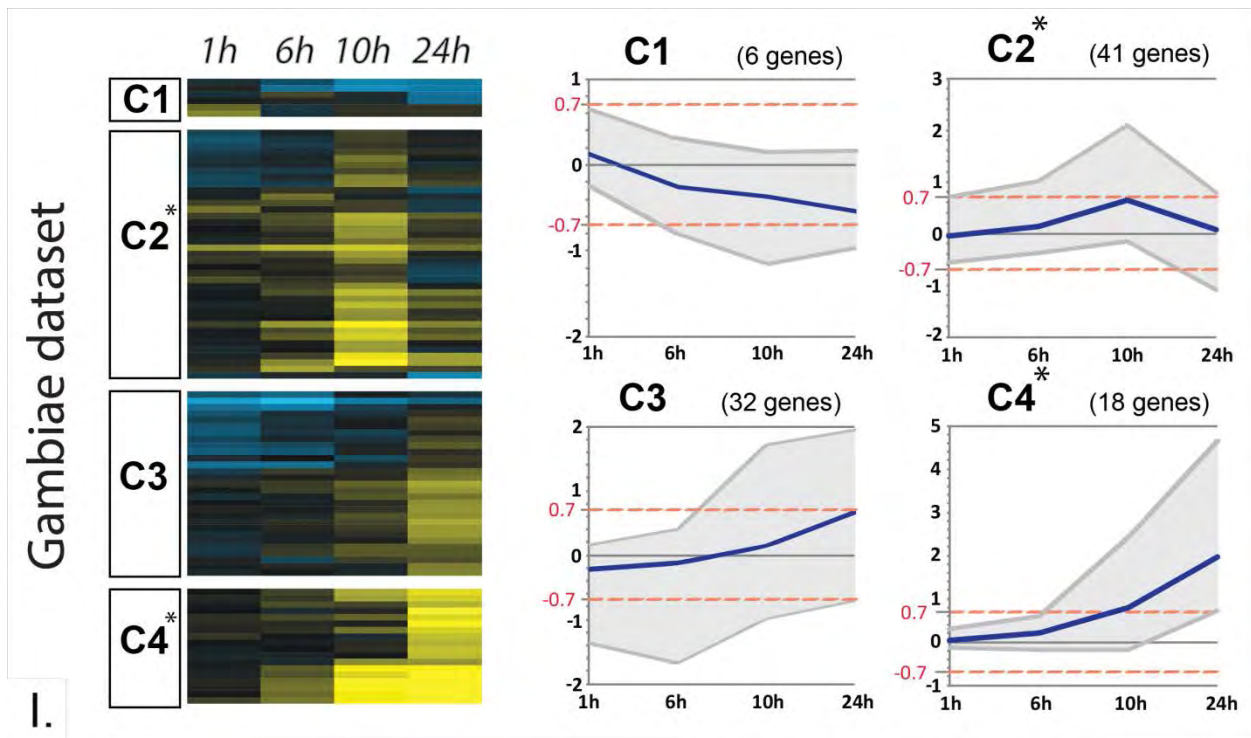 Gambiae dataset
1h 6h 10h 24h
C1
C2*
C3
C4*
I.
C1 (6 genes)
1
0.7
0
-0.7
-1
-2
1h 6h 10h 24h
C2* (41 genes)
3
2
1
0.7
0
-0.7
-1
-2
1h 6h 10h 24h
C3 (32 genes)
2
1
0.7
0
-0.7
-1
-2
1h 6h 10h 24h
C4* (18 genes)
5
4
3
2
1
0.7
0
-0.7
-1
1h 6h 10h 24h